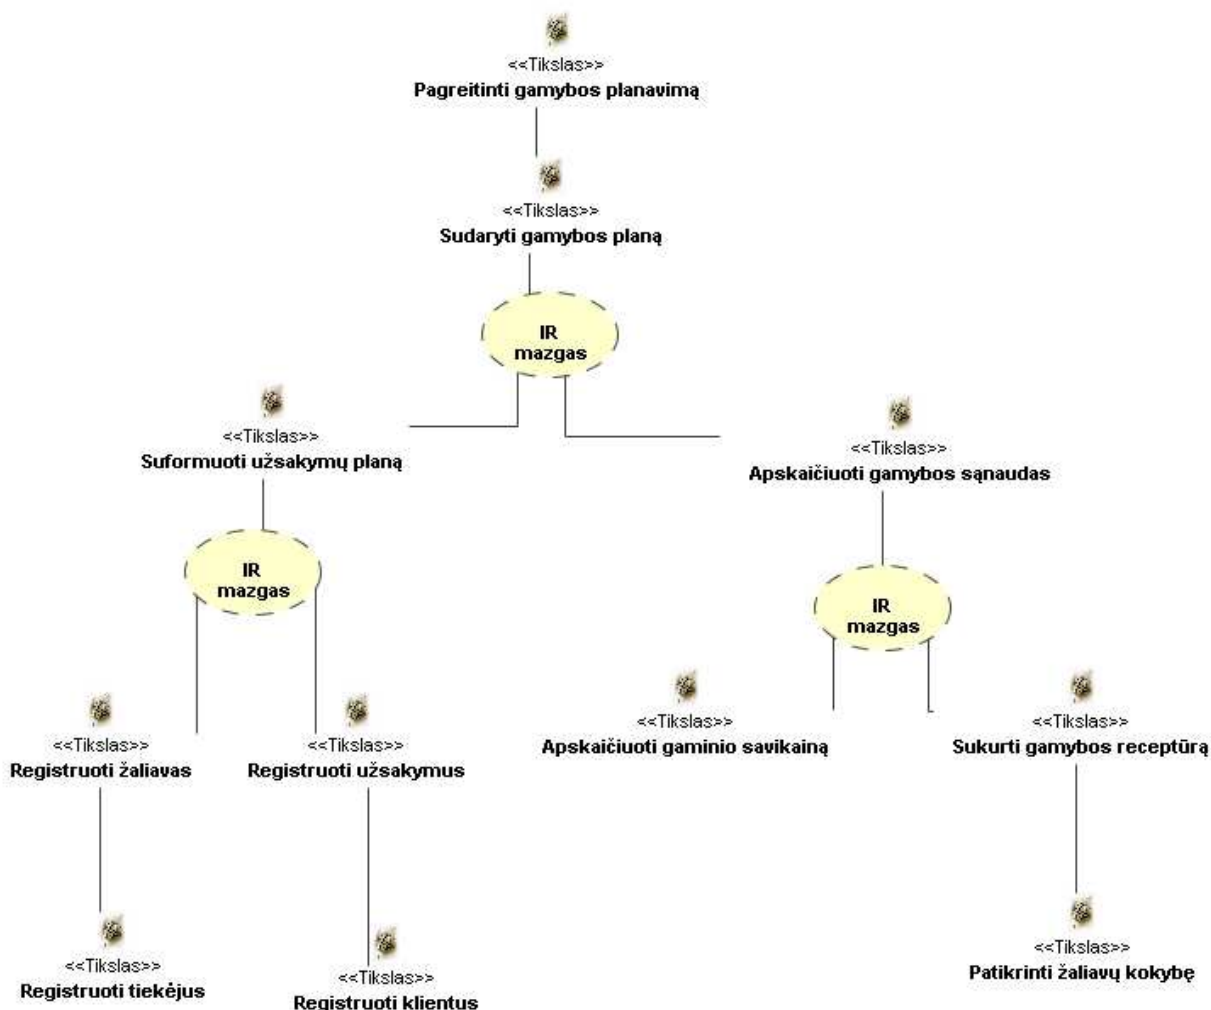 <<Tikslas>>
Pagreitinti gamybos planavimą
<<Tikslas>>
Sudaryti gamybos planą
IR
mazgas
<<Tikslas>>
Suformuoti užsakymų planą
<<Tikslas>>
Apskaičiuoti gamybos sąnaudas
IR
mazgas
IR
mazgas
<<Tikslas>>
Registruoti žaliavas
<<Tikslas>>
Registruoti užsakymus
<<Tikslas>>
Apskaičiuoti gaminio savikainą
<<Tikslas>>
Sukurti gamybos receptūrą
<<Tikslas>>
Registruoti tiekėjus
<<Tikslas>>
Registruoti klientus
<<Tikslas>>
Patikrinti žaliavų kokybę